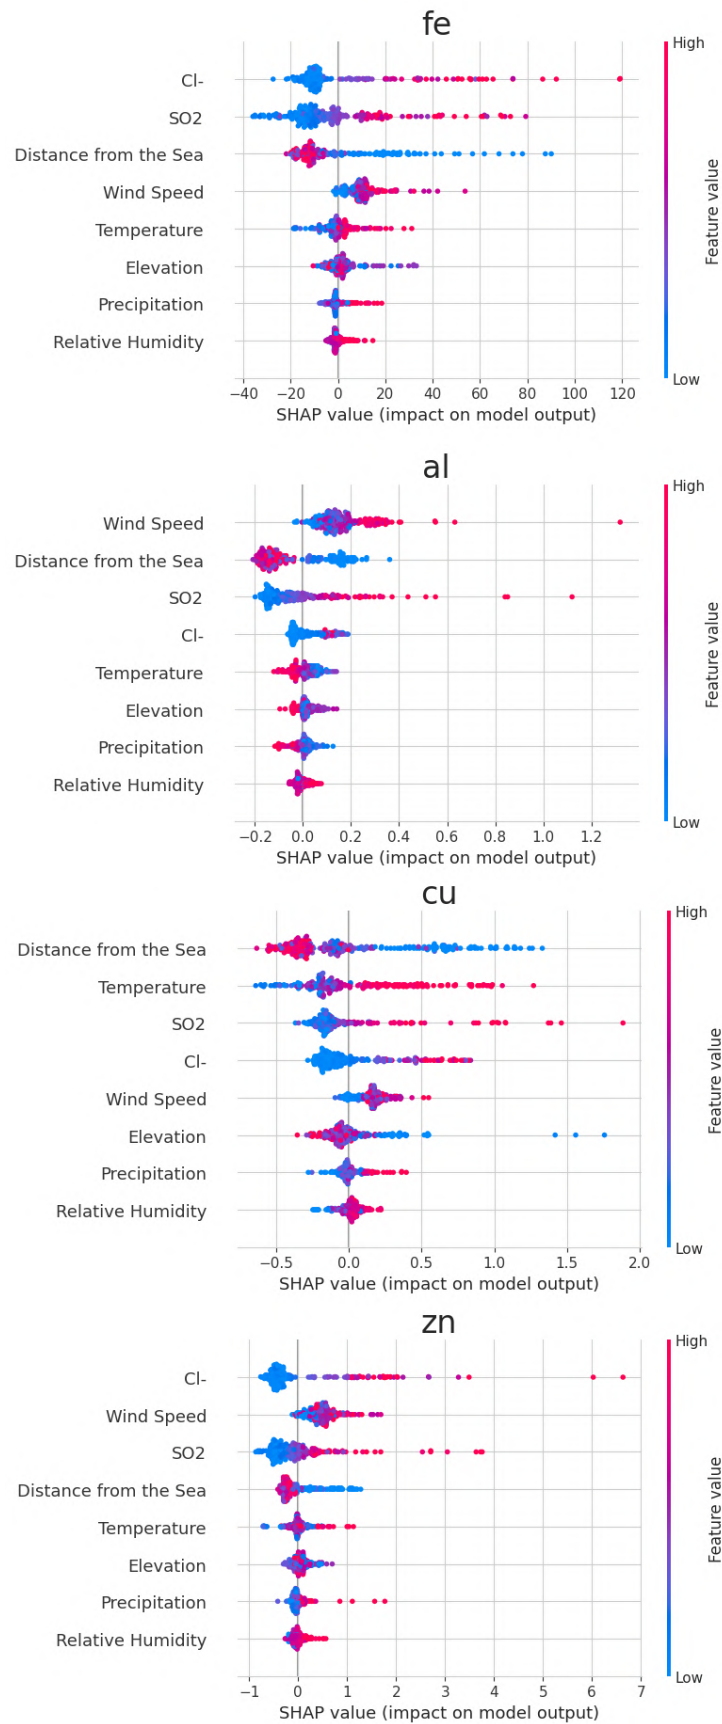 fe
High
Cl-
SO2
Distance from the Sea
Wind Speed
Temperature
Elevation
Precipitation
Relative Humidity
Feature value
Low
−40 −20 0 20 40 60 80 100 120
SHAP value (impact on model output)
al
High
Wind Speed
Distance from the Sea
SO2
Cl-
Temperature
Elevation
Precipitation
Relative Humidity
Feature value
Low
−0.2 0.0 0.2 0.4 0.6 0.8 1.0 1.2
SHAP value (impact on model output)
cu
High
Distance from the Sea
Temperature
SO2
Cl-
Wind Speed
Elevation
Precipitation
Relative Humidity
Feature value
Low
−0.5 0.0 0.5 1.0 1.5 2.0
SHAP value (impact on model output)
zn
High
Cl-
Wind Speed
SO2
Distance from the Sea
Temperature
Elevation
Precipitation
Relative Humidity
Feature value
Low
−1 0 1 2 3 4 5 6 7
SHAP value (impact on model output)